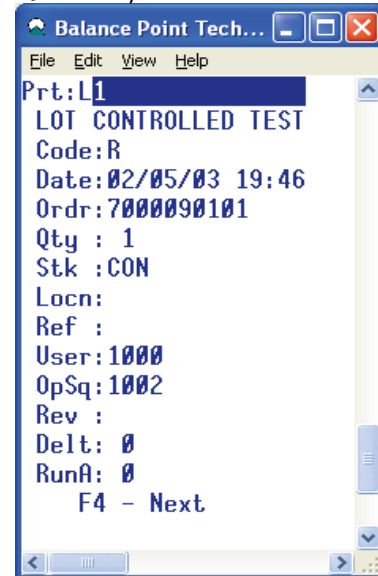 Balance Point Tech...
File Edit View Help
Prt:L1
LOT CONTROLLED TEST
Code:R
Date:02/05/03 19:46
Ordr:7000090101
Qty : 1
Stk :CON
Locn:
Ref :
User:1000
OpSq:1002
Rev :
Delt: 0
RunA: 0
F4 - Next